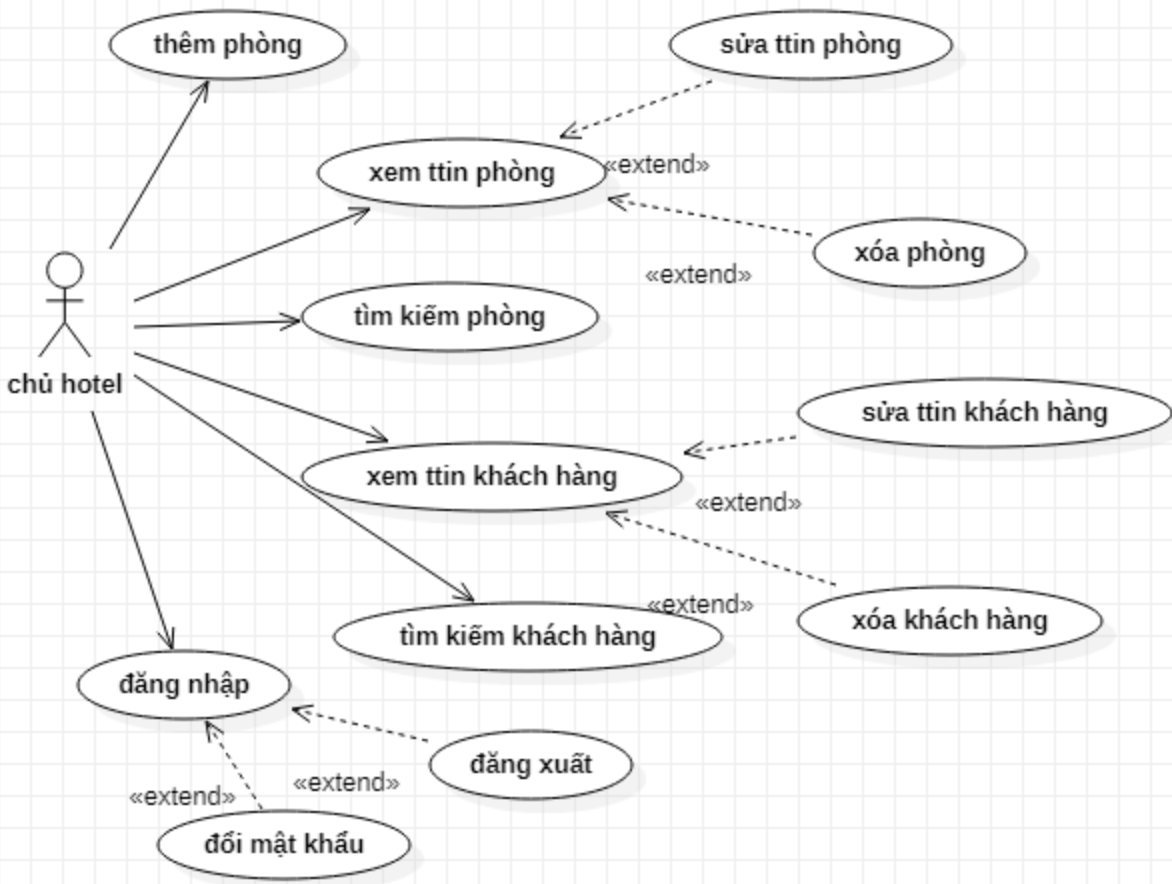 thêm phòng
sửa ttin phòng
xem ttin phòng
«extend»
xóa phòng
«extend»
tìm kiếm phòng
chủ hotel
sửa ttin khách hàng
xem ttin khách hàng
«extend»
«extend»
xóa khách hàng
tìm kiếm khách hàng
đăng nhập
đăng xuất
«extend»
«extend»
đổi mật khẩu